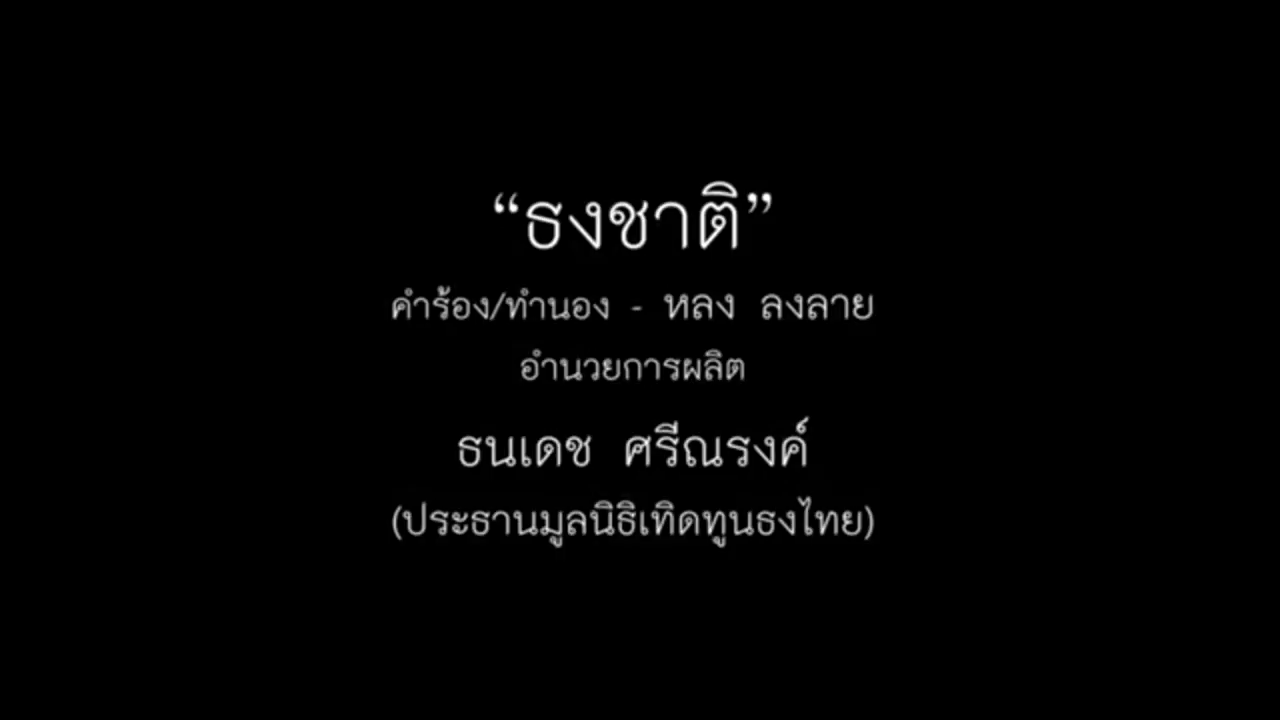 “ธงชาติ”
คำร้อง/ทำนอง - หลง ลงลาย
อำนวยการผลิต
ธนเดช ศรีณรงค์
(ประธานมูลนิธิเทิดทูนธงไทย)